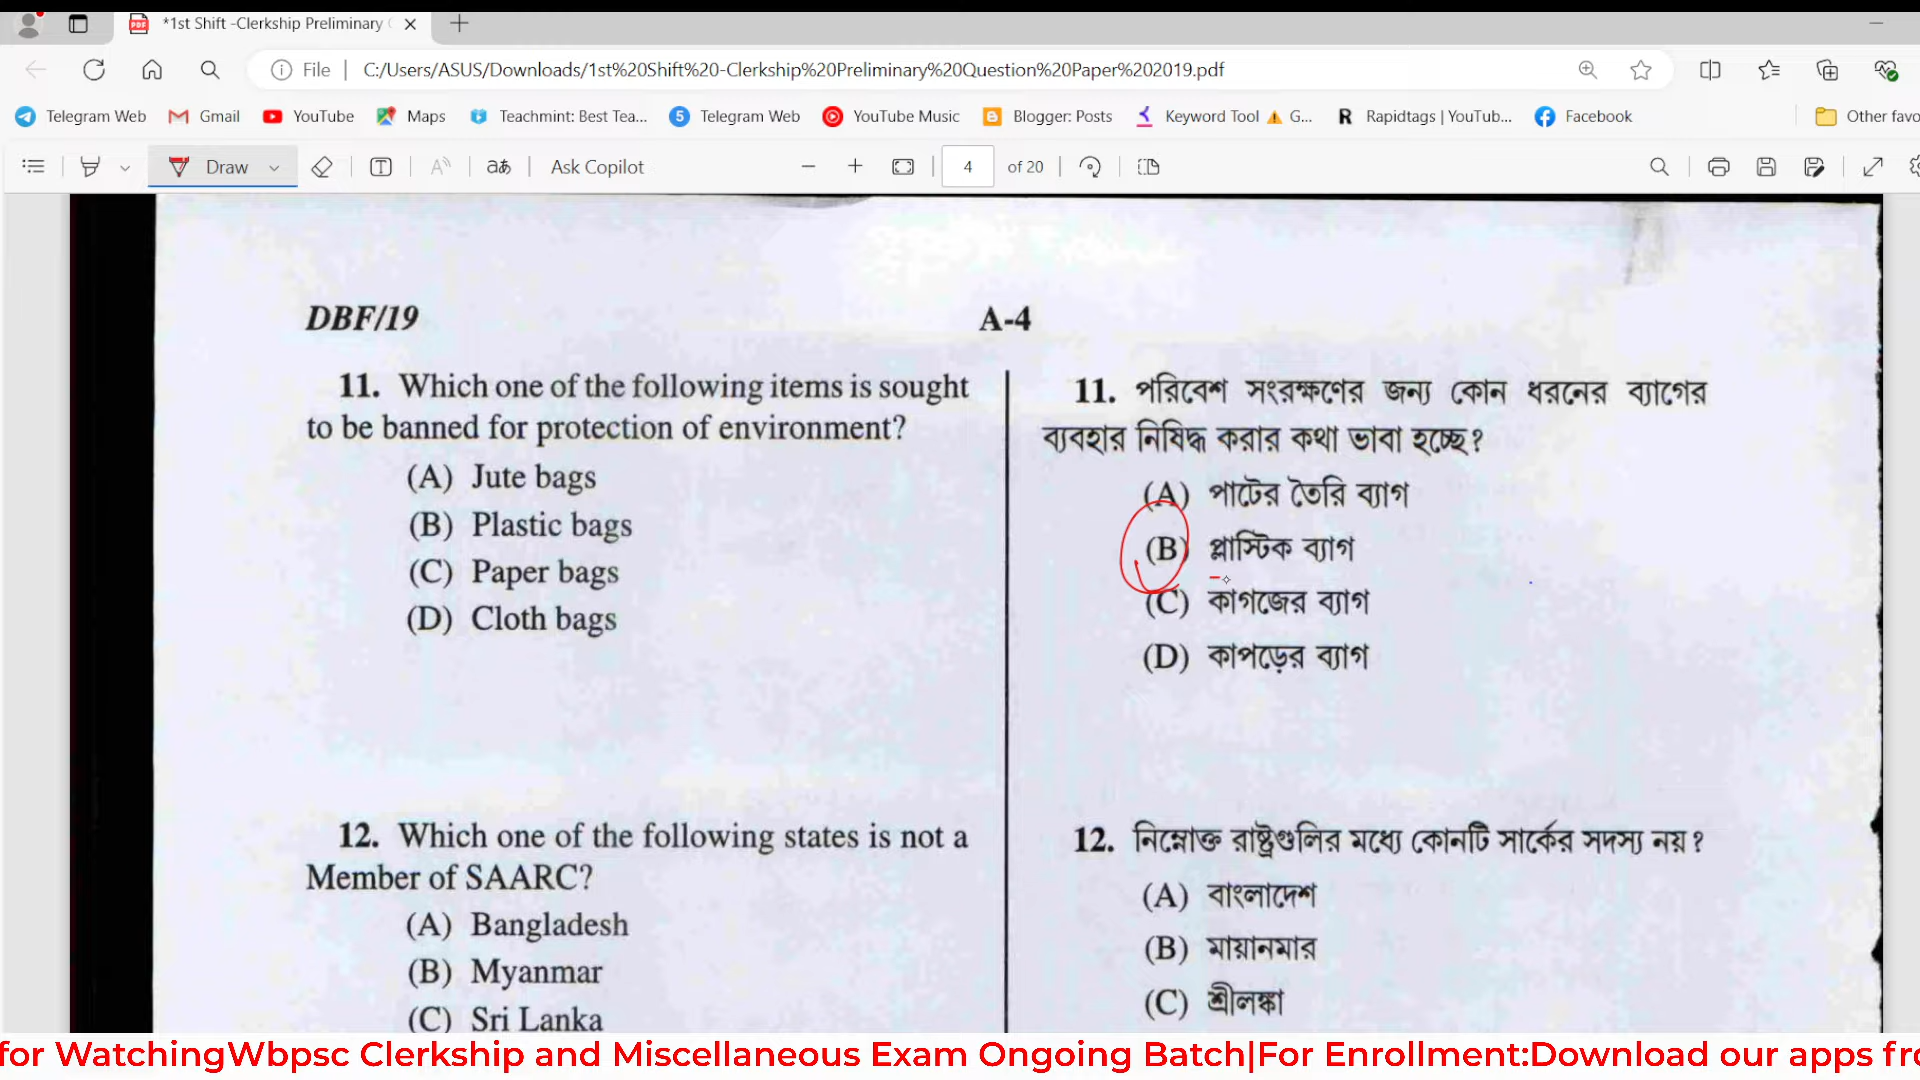 *1st Shift -Clerkship Preliminary
File
C:/Users/ASUS/Downloads/1st%20Shift%20-Clerkship%20Preliminary%20Question%20Paper%202019.pdf
Telegram Web
Gmail
YouTube
Maps
Teachmint: Best Tea...
Telegram Web
YouTube Music
Blogger: Posts
Keyword Tool ⚠ G...
Rapidtags | YouTub...
Facebook
Other favo
Draw
Ask Copilot
4 of 20
DBF/19
A-4
11. Which one of the following items is sought
to be banned for protection of environment?
(A) Jute bags
(B) Plastic bags
(C) Paper bags
(D) Cloth bags
12. Which one of the following states is not a
Member of SAARC?
(A) Bangladesh
(B) Myanmar
(C) Sri Lanka
11. পরিবেশ সংরক্ষণের জন্য কোন ধরনের ব্যাগের
ব্যবহার নিষিদ্ধ করার কথা ভাবা হচ্ছে?
(A) পাটের তৈরি ব্যাগ
(B) প্লাস্টিক ব্যাগ
(C) কাগজের ব্যাগ
(D) কাপড়ের ব্যাগ
12. নিম্নোক্ত রাষ্ট্রগুলির মধ্যে কোনটি সার্কের সদস্য নয়?
(A) বাংলাদেশ
(B) মায়ানমার
(C) শ্রীলঙ্কা
for WatchingWbpsc Clerkship and Miscellaneous Exam Ongoing Batch|For Enrollment:Download our apps fro